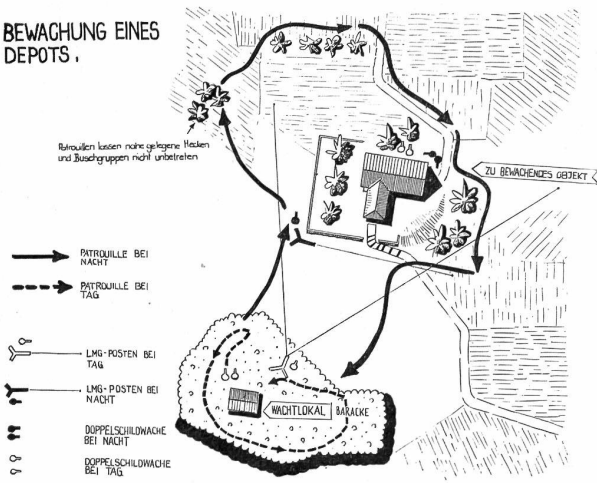 BEWACHUNG EINES
DEPOTS.
Patrouillen lassen nahe gelegene Hecken
und Buschgruppen nicht unbetreten
ZU BEWACHENDES OBJEKT
PATROUILLE BEI
NACHT
PATROUILLE BEI
TAG
LMG-POSTEN BEI
TAG
LMG-POSTEN BEI
NACHT
DOPPELSCHILDWACHE
BEI NACHT
DOPPELSCHILDWACHE
BEI TAG
WACHTLOKAL BARACKE